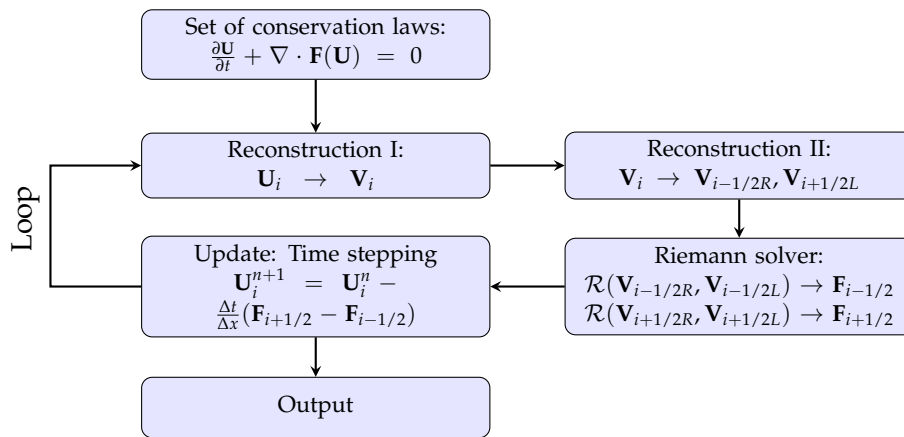 Set of conservation laws:
∂𝐔/∂t + ∇ · 𝐅(𝐔) = 0
Reconstruction I:
𝐔_i → 𝐕_i
Reconstruction II:
𝐕_i → 𝐕_{i−1/2R}, 𝐕_{i+1/2L}
Loop
Update: Time stepping
𝐔_i^{n+1} = 𝐔_i^n −
Δt/Δx (𝐅_{i+1/2} − 𝐅_{i−1/2})
Riemann solver:
ℛ(𝐕_{i−1/2R}, 𝐕_{i−1/2L}) → 𝐅_{i−1/2}
ℛ(𝐕_{i+1/2R}, 𝐕_{i+1/2L}) → 𝐅_{i+1/2}
Output